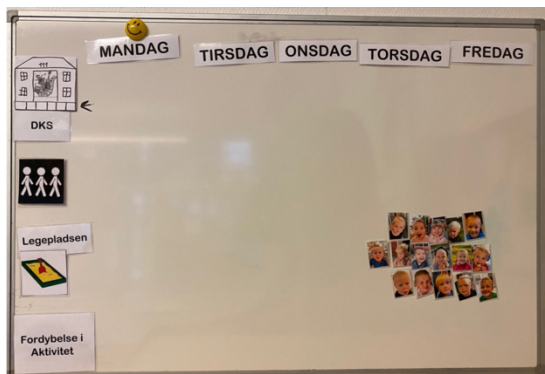 MANDAG
TIRSDAG
ONSDAG
TORSDAG
FREDAG
DKS
Legepladsen
Fordybelse i
Aktivitet